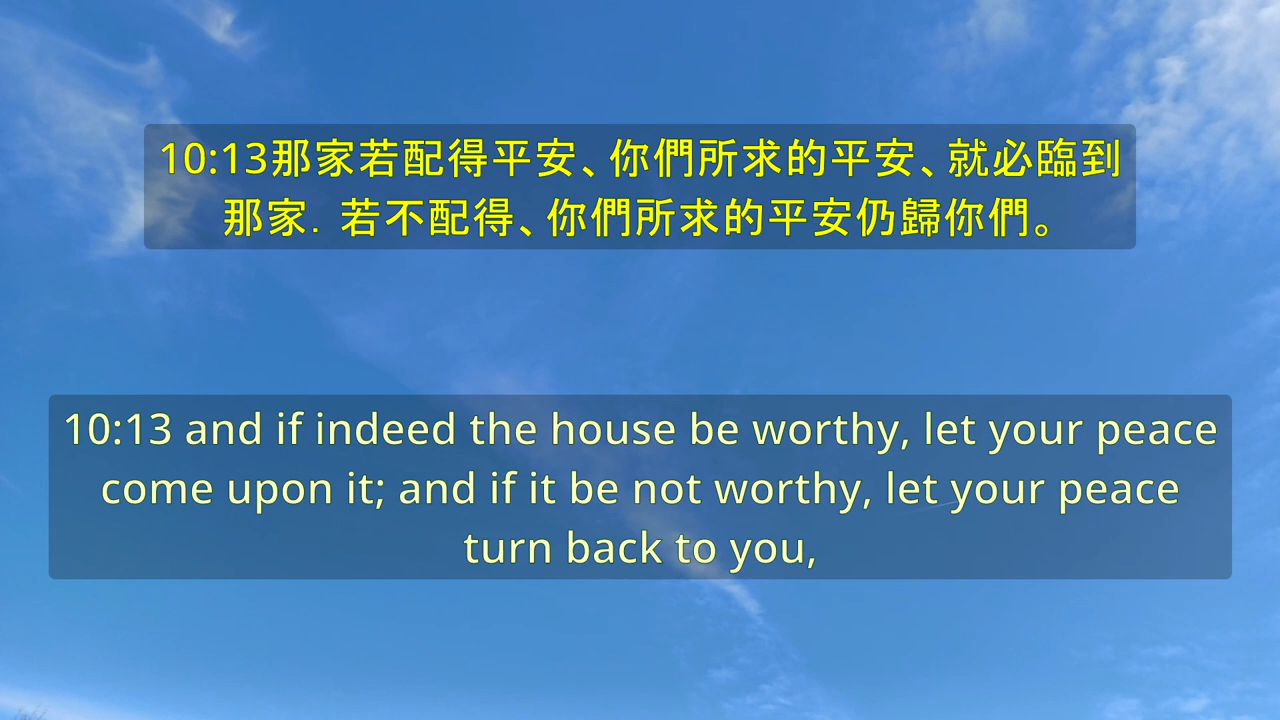 10:13那家若配得平安、你們所求的平安、就必臨到
那家．若不配得、你們所求的平安仍歸你們。
10:13 and if indeed the house be worthy, let your peace
come upon it; and if it be not worthy, let your peace
turn back to you,